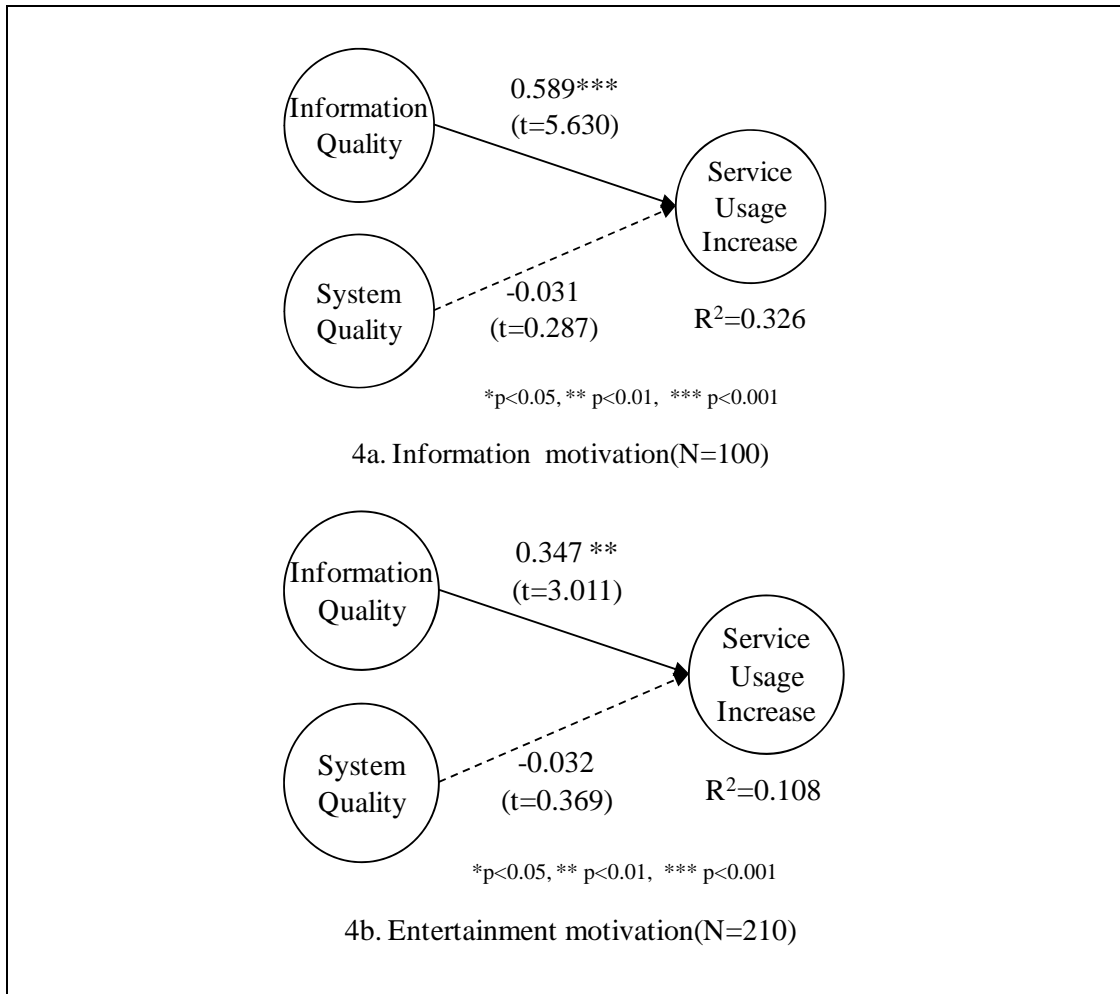 Information
Quality
0.589***
(t=5.630)
Service
Usage
Increase
System
Quality
-0.031
(t=0.287)
R²=0.326
*p<0.05, ** p<0.01, *** p<0.001
4a. Information motivation(N=100)
Information
Quality
0.347 **
(t=3.011)
Service
Usage
Increase
System
Quality
-0.032
(t=0.369)
R²=0.108
*p<0.05, ** p<0.01, *** p<0.001
4b. Entertainment motivation(N=210)